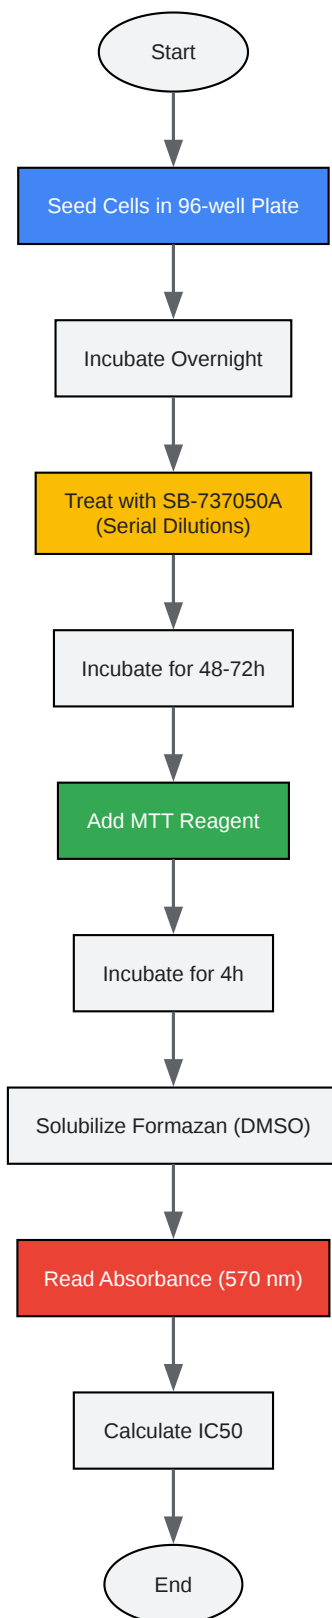 Start
Seed Cells in 96-well Plate
Incubate Overnight
Treat with SB-737050A
(Serial Dilutions)
Incubate for 48-72h
Add MTT Reagent
Incubate for 4h
Solubilize Formazan (DMSO)
Read Absorbance (570 nm)
Calculate IC50
End